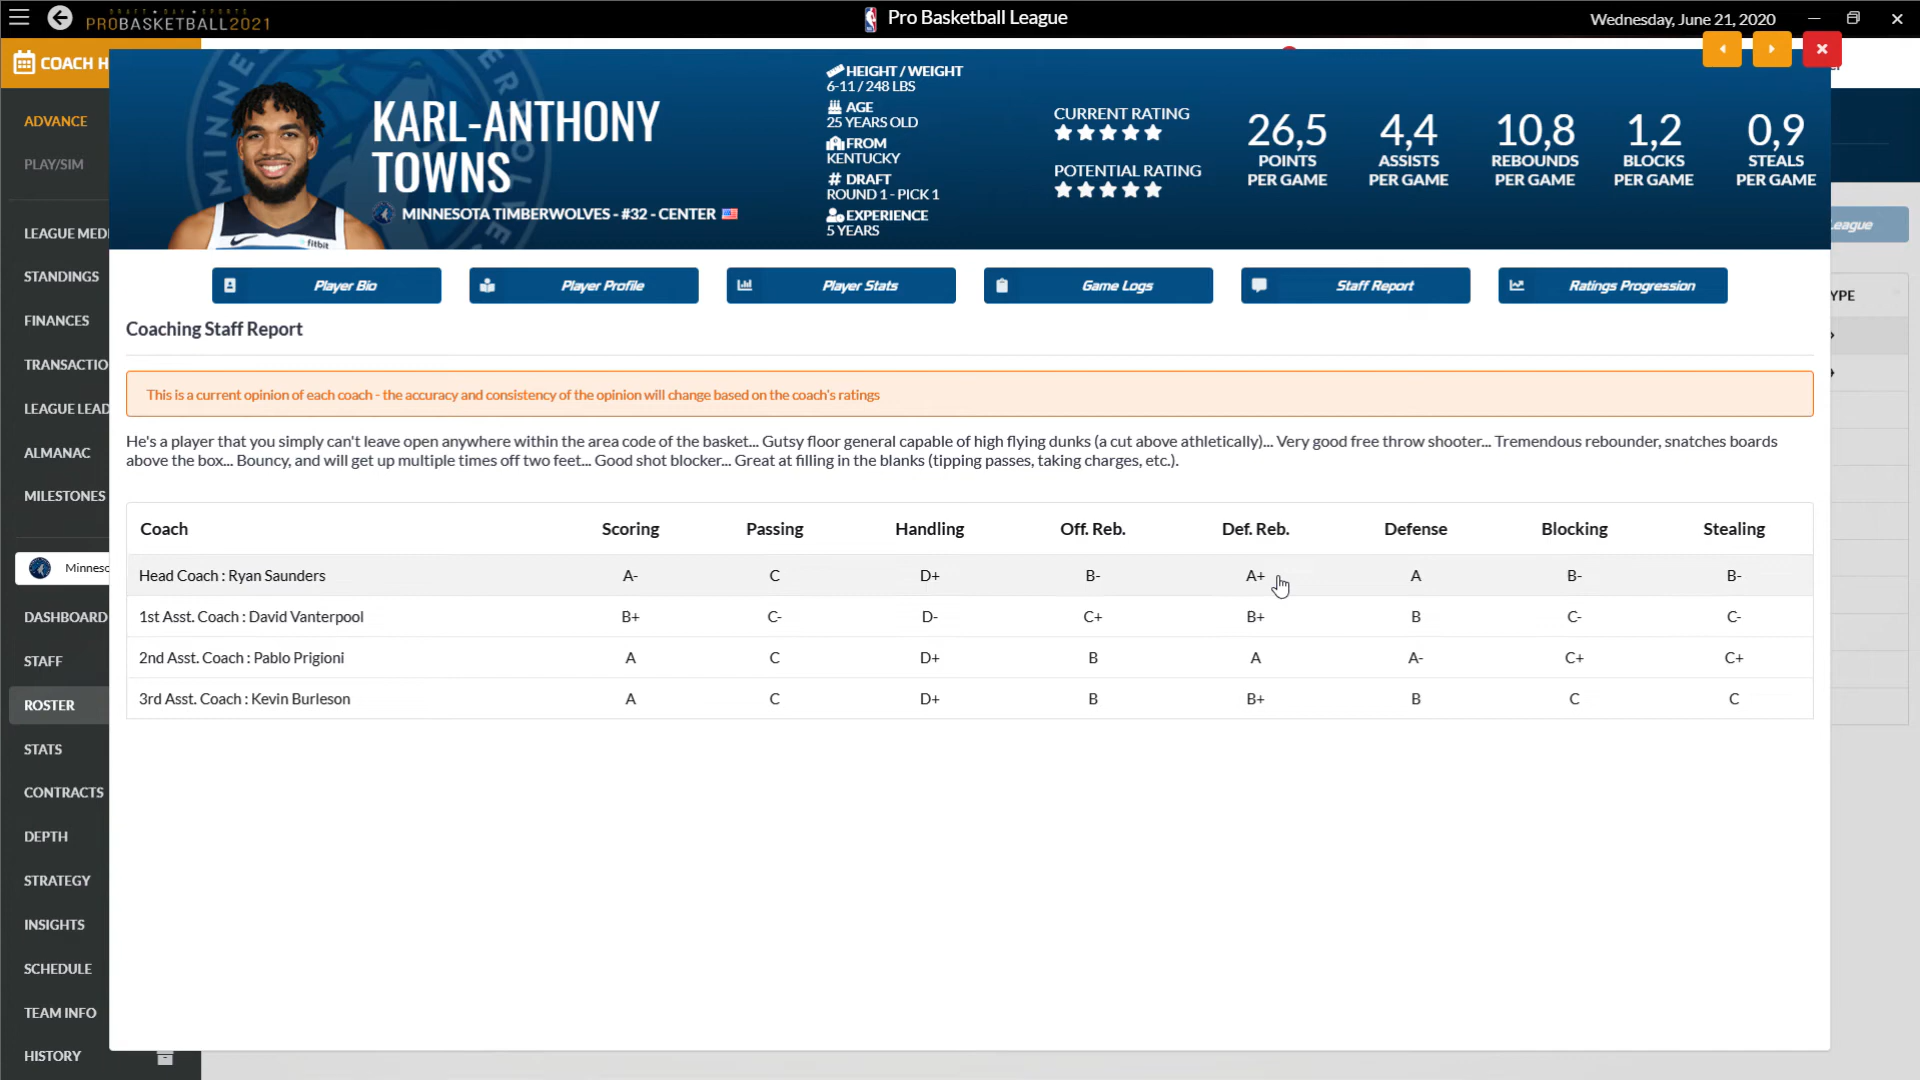 DRAFT • DAY • SPORTS
PROBASKETBALL2021
Pro Basketball League
Wednesday, June 21, 2020
COACH H
ADVANCE
PLAY/SIM
LEAGUE MEDI
STANDINGS
FINANCES
TRANSACTIO
LEAGUE LEAD
ALMANAC
MILESTONES
Minneso
DASHBOARD
STAFF
ROSTER
STATS
CONTRACTS
DEPTH
STRATEGY
INSIGHTS
SCHEDULE
TEAM INFO
HISTORY
KARL-ANTHONY
TOWNS
MINNESOTA TIMBERWOLVES - #32 - CENTER
fitbit
HEIGHT / WEIGHT
6-11 / 248 LBS
AGE
25 YEARS OLD
FROM
KENTUCKY
# DRAFT
ROUND 1 - PICK 1
EXPERIENCE
5 YEARS
CURRENT RATING
POTENTIAL RATING
26,5 POINTS PER GAME
4,4 ASSISTS PER GAME
10,8 REBOUNDS PER GAME
1,2 BLOCKS PER GAME
0,9 STEALS PER GAME
Player Bio Player Profile Player Stats Game Logs Staff Report Ratings Progression
eague
YPE
Coaching Staff Report
This is a current opinion of each coach - the accuracy and consistency of the opinion will change based on the coach's ratings
He's a player that you simply can't leave open anywhere within the area code of the basket... Gutsy floor general capable of high flying dunks (a cut above athletically)... Very good free throw shooter... Tremendous rebounder, snatches boards
above the box... Bouncy, and will get up multiple times off two feet... Good shot blocker... Great at filling in the blanks (tipping passes, taking charges, etc.).
Coach Scoring Passing Handling Off. Reb. Def. Reb. Defense Blocking Stealing
Head Coach : Ryan Saunders A- C D+ B- A+ A B- B-
1st Asst. Coach : David Vanterpool B+ C- D- C+ B+ B C- C-
2nd Asst. Coach : Pablo Prigioni A C D+ B A A- C+ C+
3rd Asst. Coach : Kevin Burleson A C D+ B B+ B C C